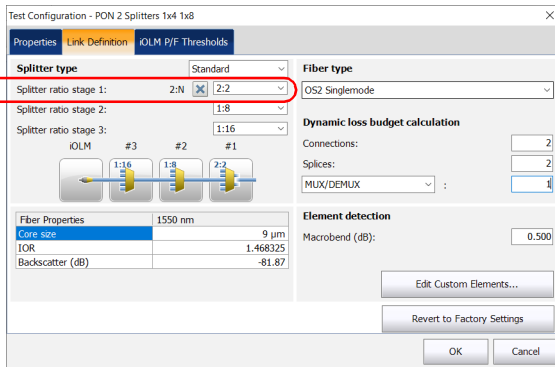 Test Configuration - PON 2 Splitters 1x4 1x8
Properties Link Definition iOLM P/F Thresholds
Splitter type Standard
Splitter ratio stage 1: 2:N 2:2
Splitter ratio stage 2: 1:8
Splitter ratio stage 3: 1:16
iOLM #3 #2 #1
1:16 1:8 2:2
Fiber Properties 1550 nm
Core size 9 µm
IOR 1.468325
Backscatter (dB) -81.87
Fiber type
OS2 Singlemode
Dynamic loss budget calculation
Connections: 2
Splices: 2
MUX/DEMUX : 1
Element detection
Macrobend (dB): 0.500
Edit Custom Elements...
Revert to Factory Settings
OK Cancel